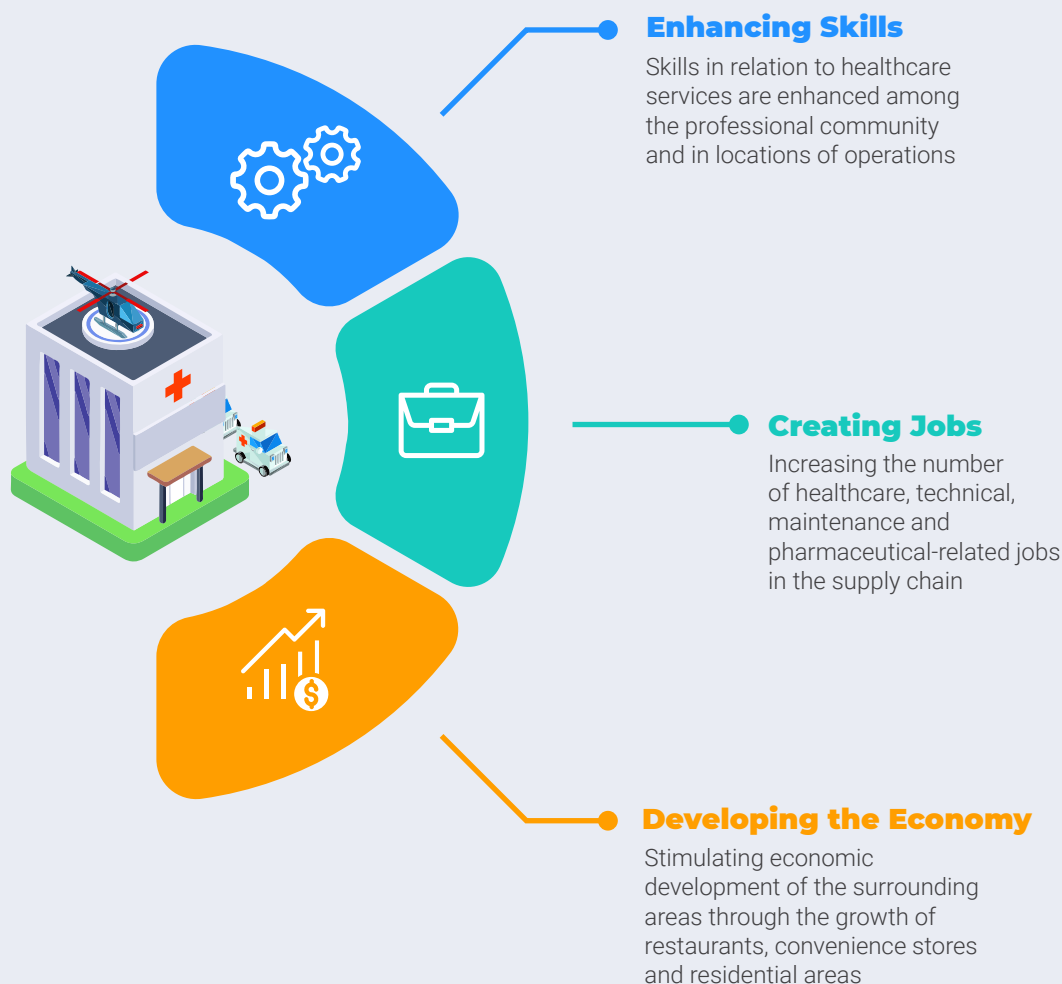 Enhancing Skills
Skills in relation to healthcare
services are enhanced among
the professional community
and in locations of operations
Creating Jobs
Increasing the number
of healthcare, technical,
maintenance and
pharmaceutical-related jobs
in the supply chain
$
Developing the Economy
Stimulating economic
development of the surrounding
areas through the growth of
restaurants, convenience stores
and residential areas